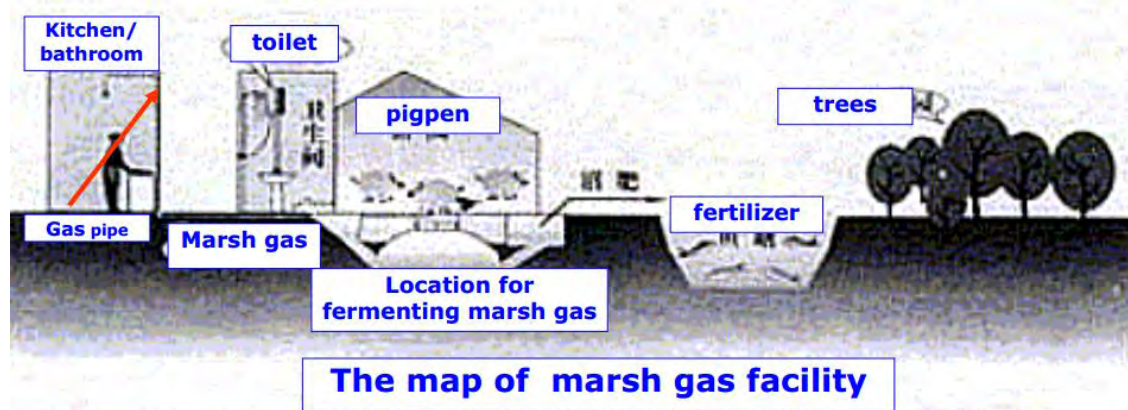 Kitchen/
bathroom
toilet
pigpen
trees
fertilizer
Gas pipe
Marsh gas
Location for
fermenting marsh gas
The map of marsh gas facility